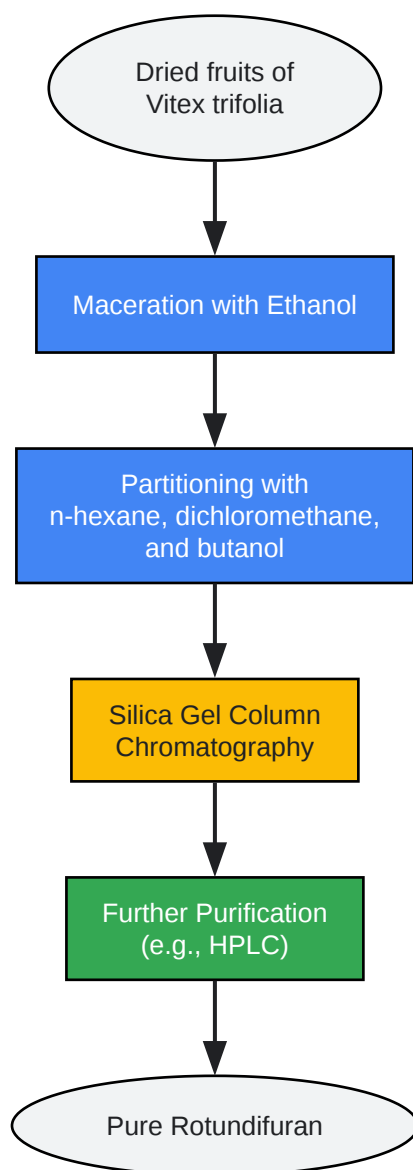 Dried fruits of
Vitex trifolia
Maceration with Ethanol
Partitioning with
n-hexane, dichloromethane,
and butanol
Silica Gel Column
Chromatography
Further Purification
(e.g., HPLC)
Pure Rotundifuran